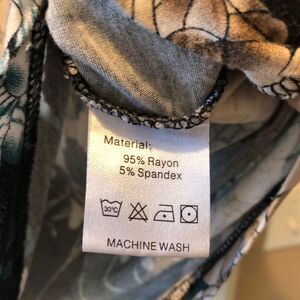 Material:
95% Rayon
5% Spandex
30°C
MACHINE WASH